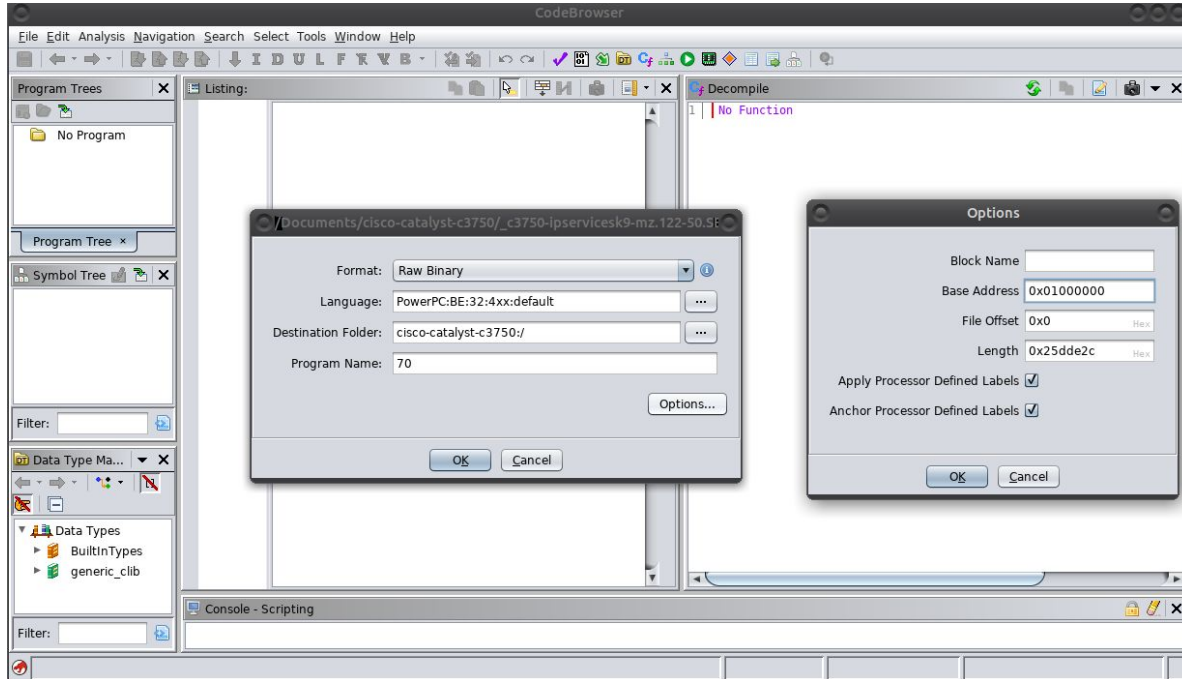 CodeBrowser
File Edit Analysis Navigation Search Select Tools Window Help
I D U L F R V B
Program Trees
No Program
Program Tree ×
Listing:
Decompile
1 No Function
Symbol Tree
Filter:
Data Type Ma...
Data Types
BuiltInTypes
generic_clib
Filter:
/Documents/cisco-catalyst-c3750/_c3750-ipservicesk9-mz.122-50.SE
Format: Raw Binary
Language: PowerPC:BE:32:4xx:default ...
Destination Folder: cisco-catalyst-c3750:/ ...
Program Name: 70
Options...
OK Cancel
Options
Block Name
Base Address 0x01000000
File Offset 0x0 Hex
Length 0x25dde2c Hex
Apply Processor Defined Labels
Anchor Processor Defined Labels
OK Cancel
Console - Scripting